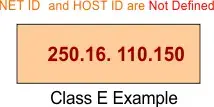 NET ID and HOST ID are Not Defined
250.16. 110.150
Class E Example